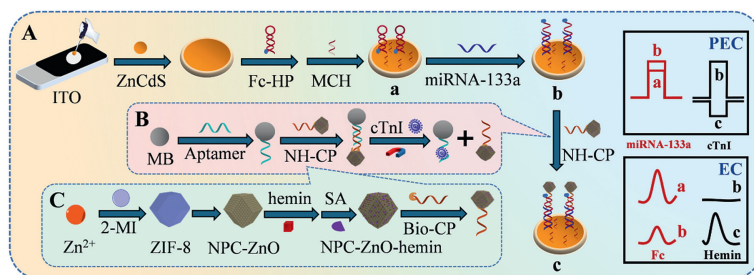 A
ITO
ZnCdS
Fc-HP
MCH
a
miRNA-133a
b
NH-CP
c
B
MB
Aptamer
NH-CP
cTnI
+
C
Zn²⁺
2-MI
ZIF-8
NPC-ZnO
hemin
SA
NPC-ZnO-hemin
Bio-CP
PEC
b
a
b
c
miRNA-133a cTnI
EC
a
b
b
c
Fc Hemin